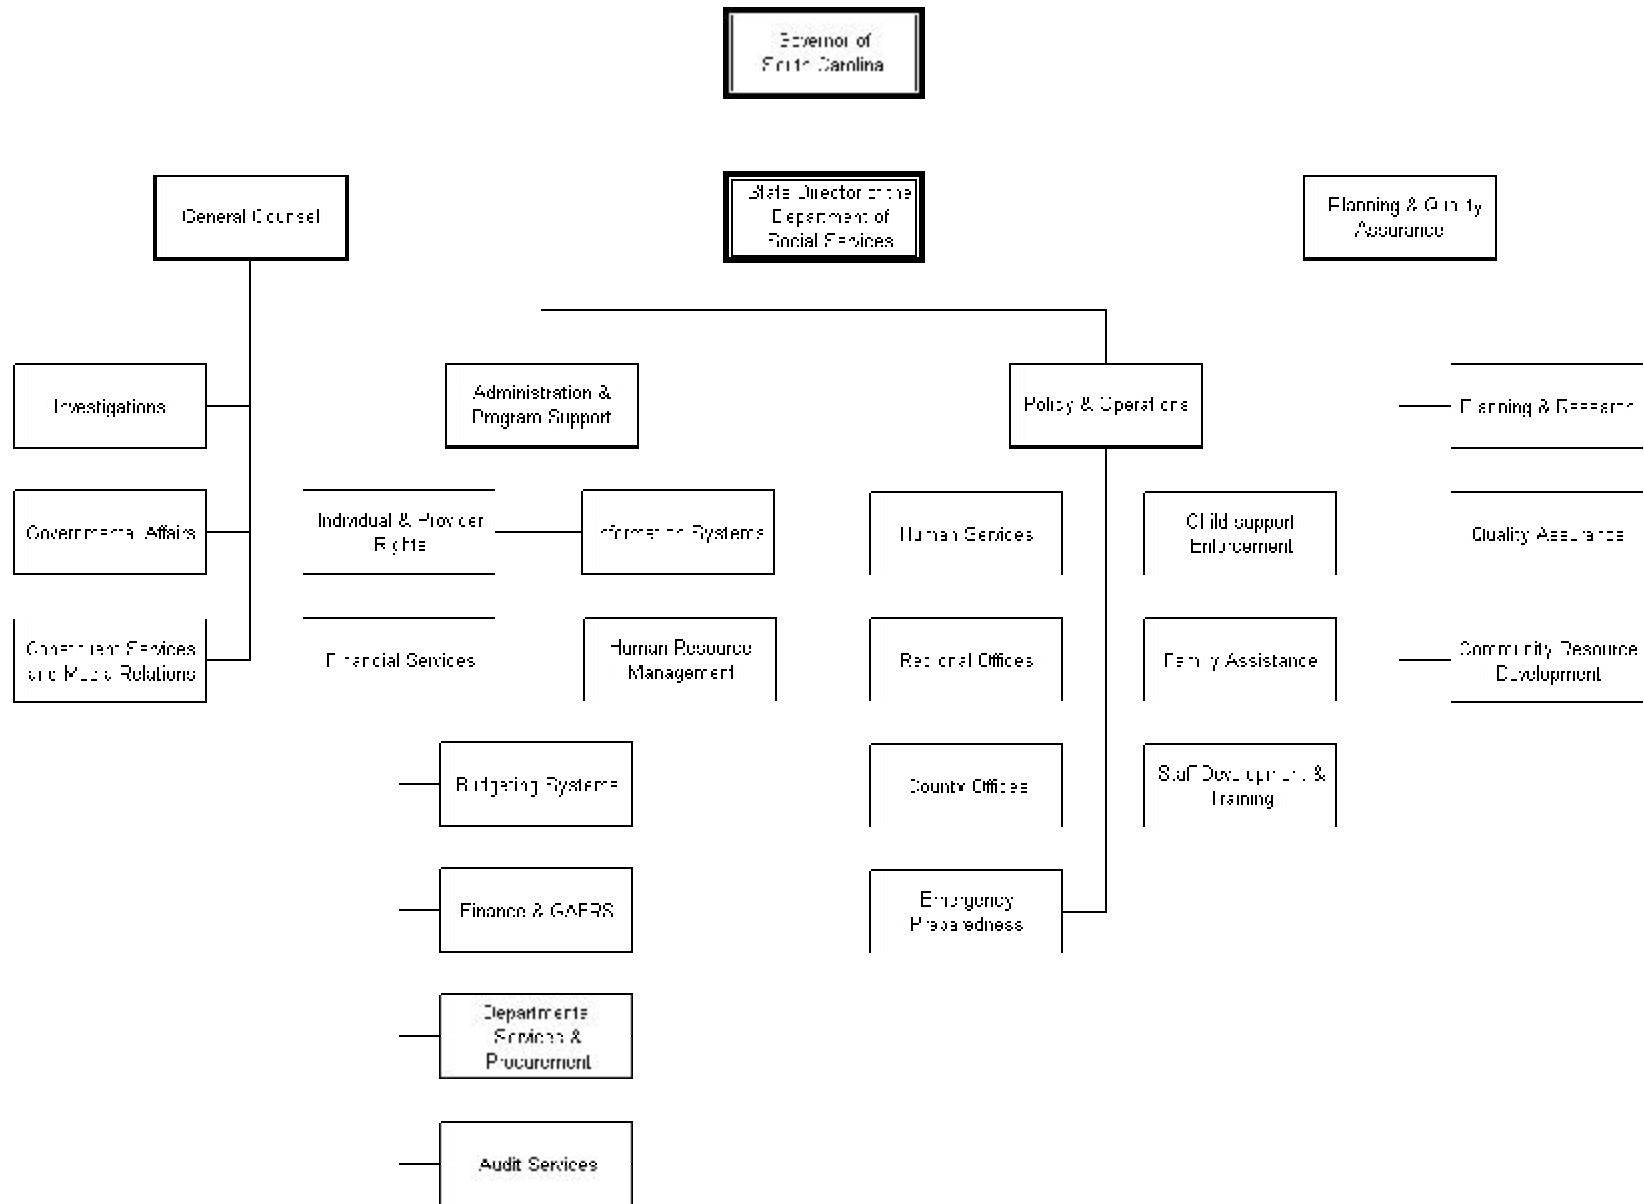 Governor of
South Carolina
General Counsel
State Director of the
Department of
Social Services
Planning & Quality
Assurance
Investigations
Administration &
Program Support
Policy & Operations
Planning & Research
Governmental Affairs
Individual & Provider
Rights
Information Systems
Human Services
Child support
Enforcement
Quality Assurance
Constituent Services
and Media Relations
Financial Services
Human Resource
Management
Regional Offices
Family Assistance
Community Resource
Development
Budgeting Systems
County Offices
Staff Development &
Training
Finance & GAFRS
Emergency
Preparedness
Departmental
Services &
Procurement
Audit Services